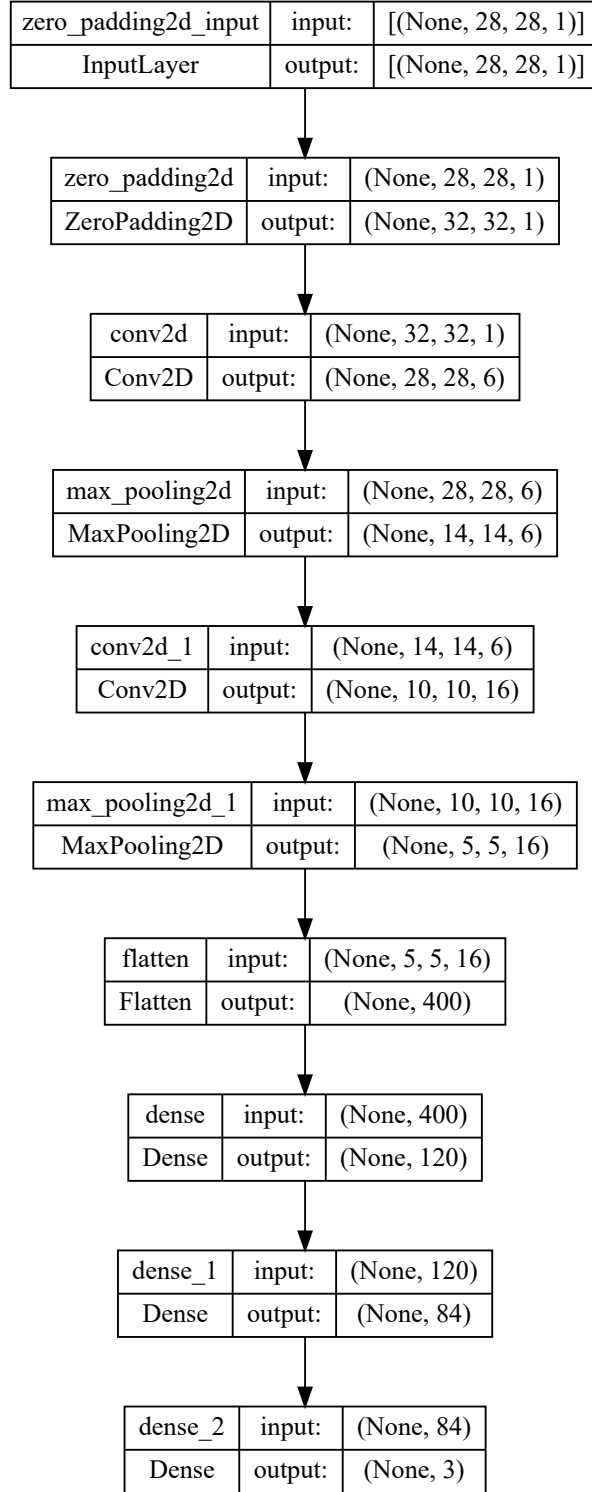 zero_padding2d_input input: [(None, 28, 28, 1)]
InputLayer output: [(None, 28, 28, 1)]
zero_padding2d input: (None, 28, 28, 1)
ZeroPadding2D output: (None, 32, 32, 1)
conv2d input: (None, 32, 32, 1)
Conv2D output: (None, 28, 28, 6)
max_pooling2d input: (None, 28, 28, 6)
MaxPooling2D output: (None, 14, 14, 6)
conv2d_1 input: (None, 14, 14, 6)
Conv2D output: (None, 10, 10, 16)
max_pooling2d_1 input: (None, 10, 10, 16)
MaxPooling2D output: (None, 5, 5, 16)
flatten input: (None, 5, 5, 16)
Flatten output: (None, 400)
dense input: (None, 400)
Dense output: (None, 120)
dense_1 input: (None, 120)
Dense output: (None, 84)
dense_2 input: (None, 84)
Dense output: (None, 3)